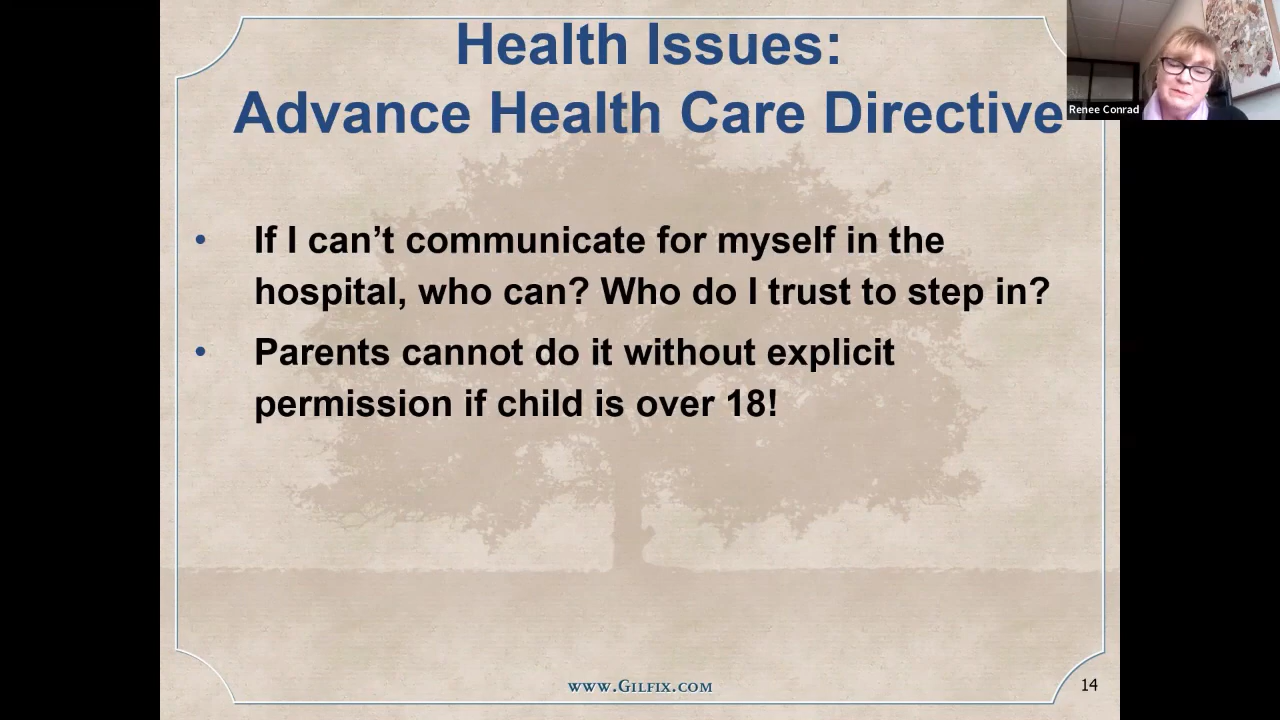 Health Issues:
Advance Health Care Directive
Renee Conrad
• If I can’t communicate for myself in the
hospital, who can? Who do I trust to step in?
• Parents cannot do it without explicit
permission if child is over 18!
www.Gilfix.com
14